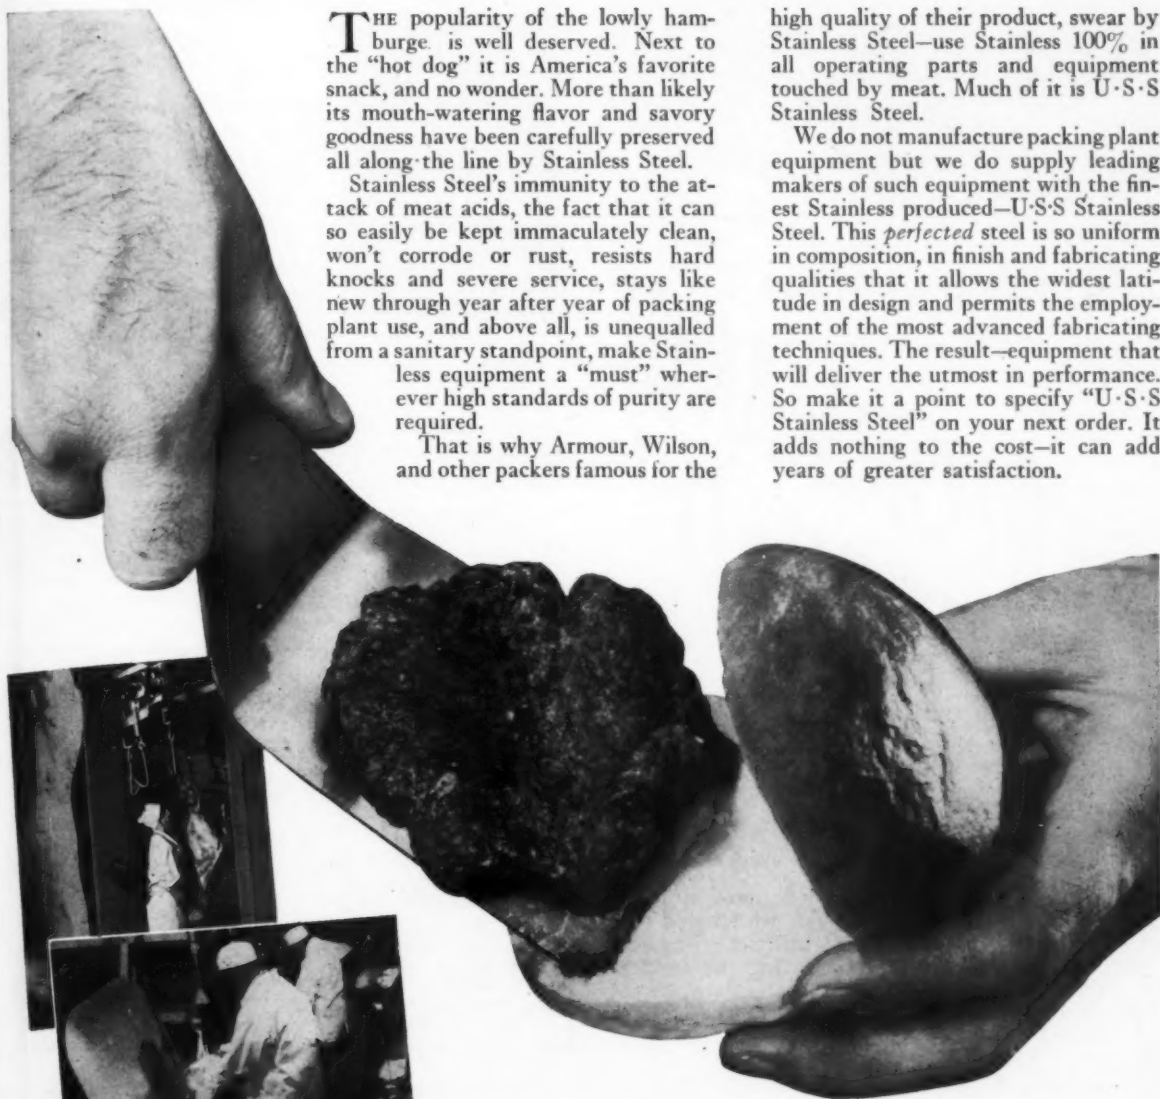 THE popularity of the lowly ham-
burge is well deserved. Next to
the “hot dog” it is America’s favorite
snack, and no wonder. More than likely
its mouth-watering flavor and savory
goodness have been carefully preserved
all along the line by Stainless Steel.
Stainless Steel’s immunity to the at-
tack of meat acids, the fact that it can
so easily be kept immaculately clean,
won’t corrode or rust, resists hard
knocks and severe service, stays like
new through year after year of packing
plant use, and above all, is unequalled
from a sanitary standpoint, make Stain-
less equipment a “must” wher-
ever high standards of purity are
required.
That is why Armour, Wilson,
and other packers famous for the
high quality of their product, swear by
Stainless Steel—use Stainless 100% in
all operating parts and equipment
touched by meat. Much of it is U·S·S
Stainless Steel.
We do not manufacture packing plant
equipment but we do supply leading
makers of such equipment with the fin-
est Stainless produced—U·S·S Stainless
Steel. This perfected steel is so uniform
in composition, in finish and fabricating
qualities that it allows the widest lati-
tude in design and permits the employ-
ment of the most advanced fabricating
techniques. The result—equipment that
will deliver the utmost in performance.
So make it a point to specify “U·S·S
Stainless Steel” on your next order. It
adds nothing to the cost—it can add
years of greater satisfaction.